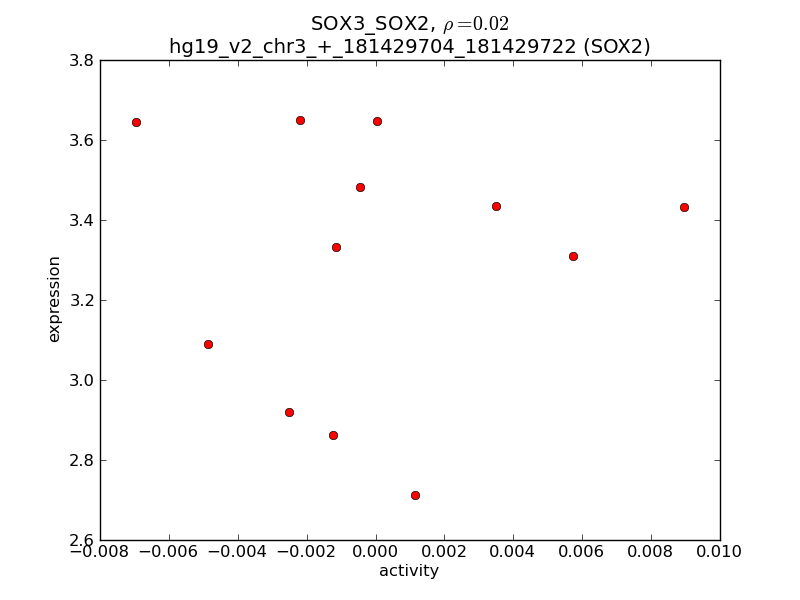 SOX3_SOX2, ρ=0.02
hg19_v2_chr3_+_181429704_181429722 (SOX2)
3.8
3.6
3.4
3.2
3.0
2.8
2.6
expression
−0.008 −0.006 −0.004 −0.002 0.000 0.002 0.004 0.006 0.008 0.010
activity